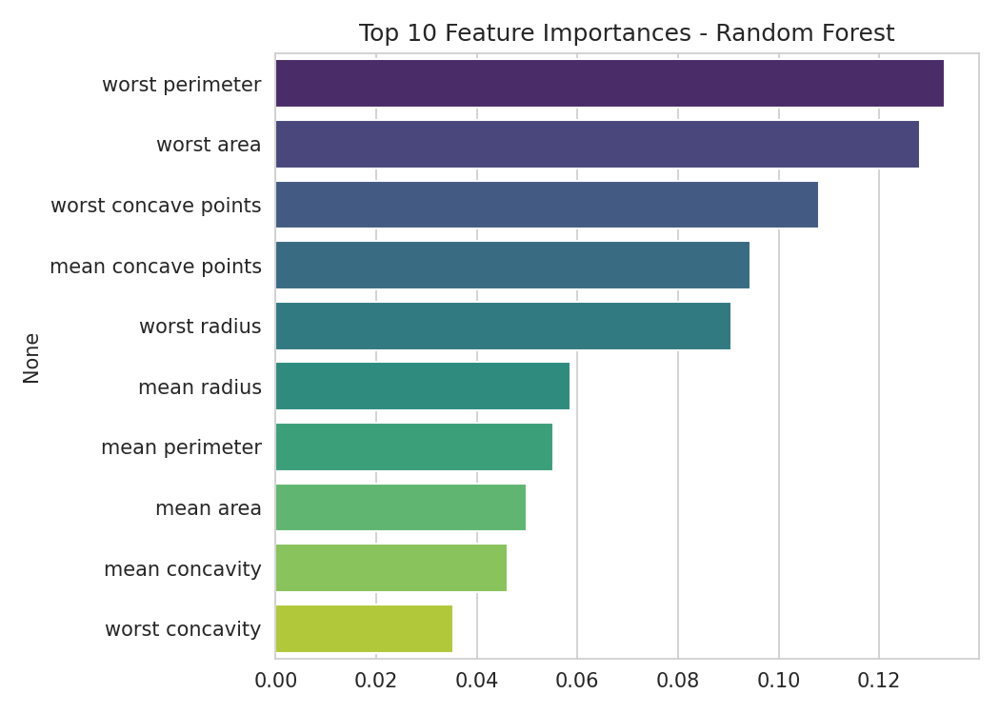 Top 10 Feature Importances - Random Forest
worst perimeter
worst area
worst concave points
mean concave points
worst radius
mean radius
mean perimeter
mean area
mean concavity
worst concavity
None
0.00 0.02 0.04 0.06 0.08 0.10 0.12